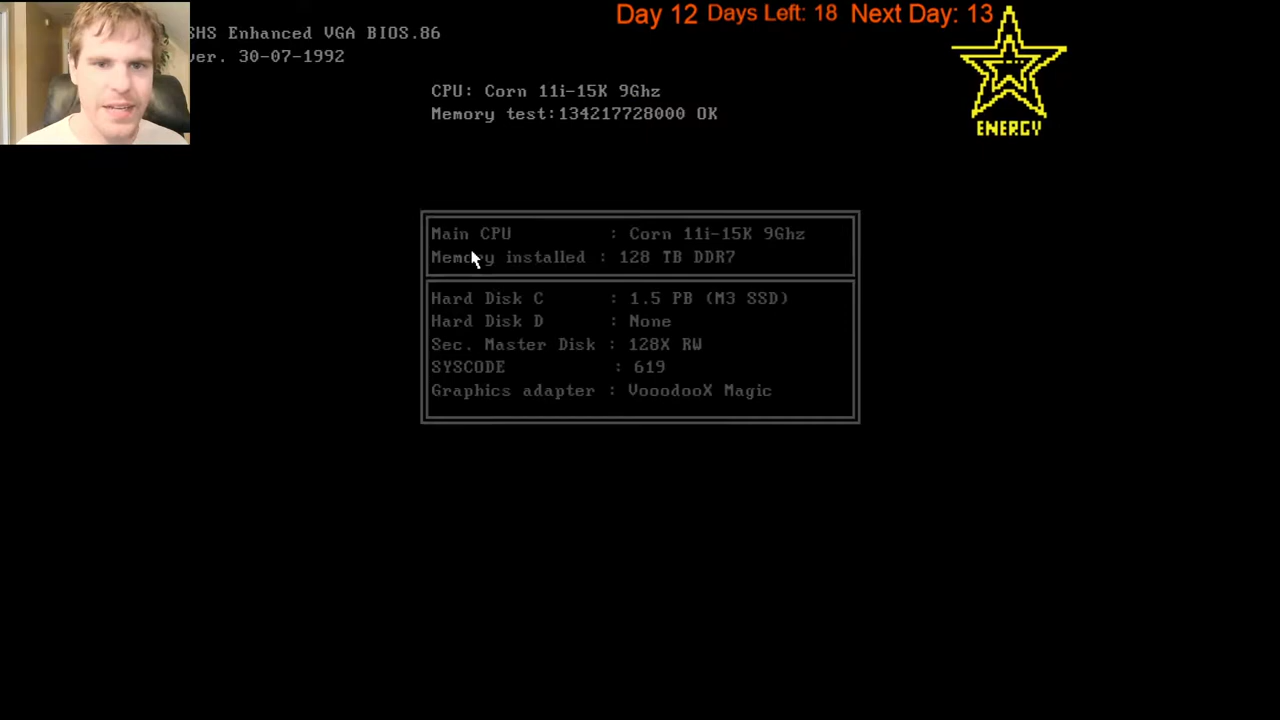 Day 12 Days Left: 18 Next Day: 13
SHS Enhanced VGA BIOS.86
ver. 30-07-1992
ENERGY
CPU: Corn 11i-15K 9Ghz
Memory test:134217728000 OK
Main CPU : Corn 11i-15K 9Ghz
Memory installed : 128 TB DDR7
Hard Disk C : 1.5 PB (M3 SSD)
Hard Disk D : None
Sec. Master Disk : 128X RW
SYSCODE : 619
Graphics adapter : VooodooX Magic